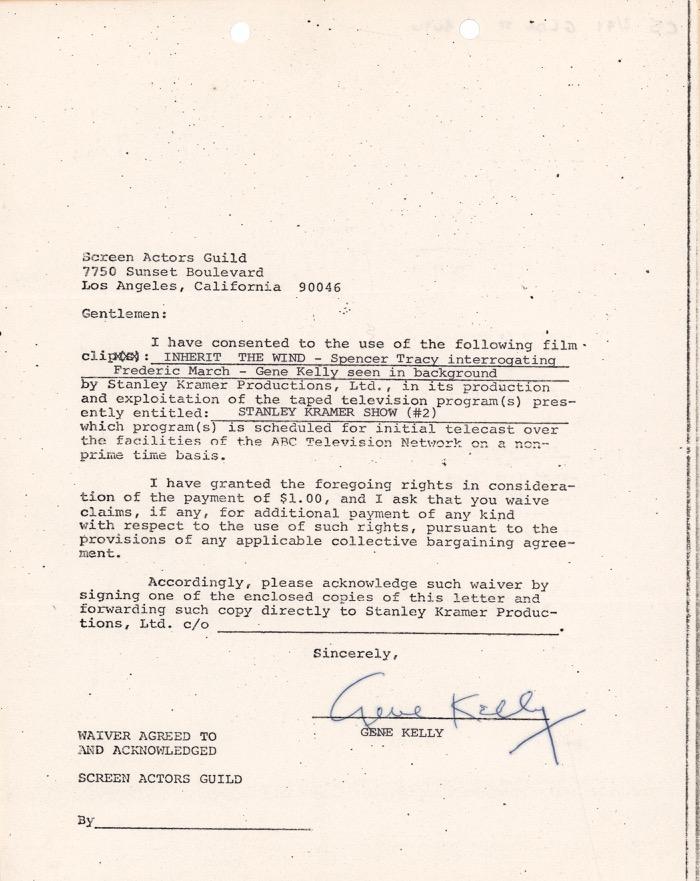 Screen Actors Guild
7750 Sunset Boulevard
Los Angeles, California 90046
Gentlemen:
I have consented to the use of the following film
clip(s): INHERIT THE WIND - Spencer Tracy interrogating
Frederic March - Gene Kelly seen in background
by Stanley Kramer Productions, Ltd., in its production
and exploitation of the taped television program(s) pres-
ently entitled: STANLEY KRAMER SHOW (#2)
which program(s) is scheduled for initial telecast over
the facilities of the ABC Television Network on a non-
prime time basis.
I have granted the foregoing rights in considera-
tion of the payment of $1.00, and I ask that you waive
claims, if any, for additional payment of any kind
with respect to the use of such rights, pursuant to the
provisions of any applicable collective bargaining agree-
ment.
Accordingly, please acknowledge such waiver by
signing one of the enclosed copies of this letter and
forwarding such copy directly to Stanley Kramer Produc-
tions, Ltd. c/o .
Sincerely,
Gene Kelly
GENE KELLY
WAIVER AGREED TO
AND ACKNOWLEDGED
SCREEN ACTORS GUILD
By